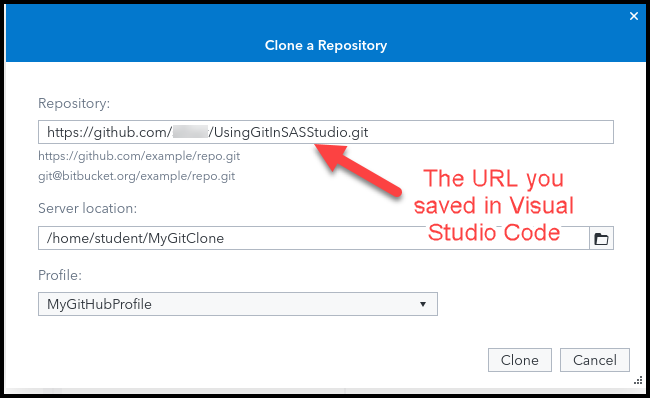 Clone a Repository
Repository:
https://github.com/ /UsingGitInSASStudio.git
https://github.com/example/repo.git
git@bitbucket.org/example/repo.git
The URL you
saved in Visual
Studio Code
Server location:
/home/student/MyGitClone
Profile:
MyGitHubProfile
Clone
Cancel